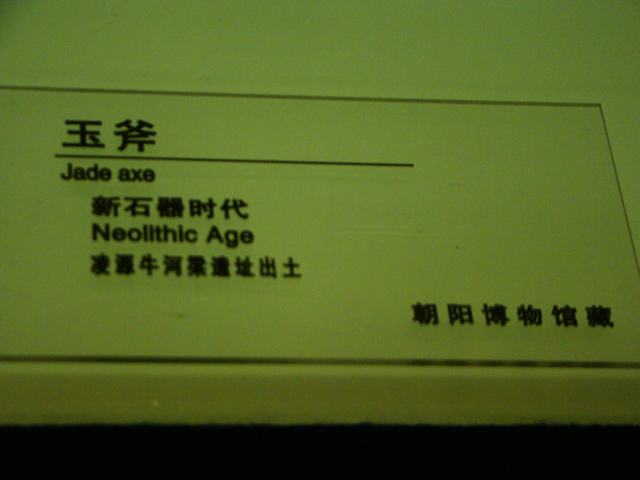 玉斧
Jade axe
新石器时代
Neolithic Age
凌源牛河梁遗址出土
朝阳博物馆藏